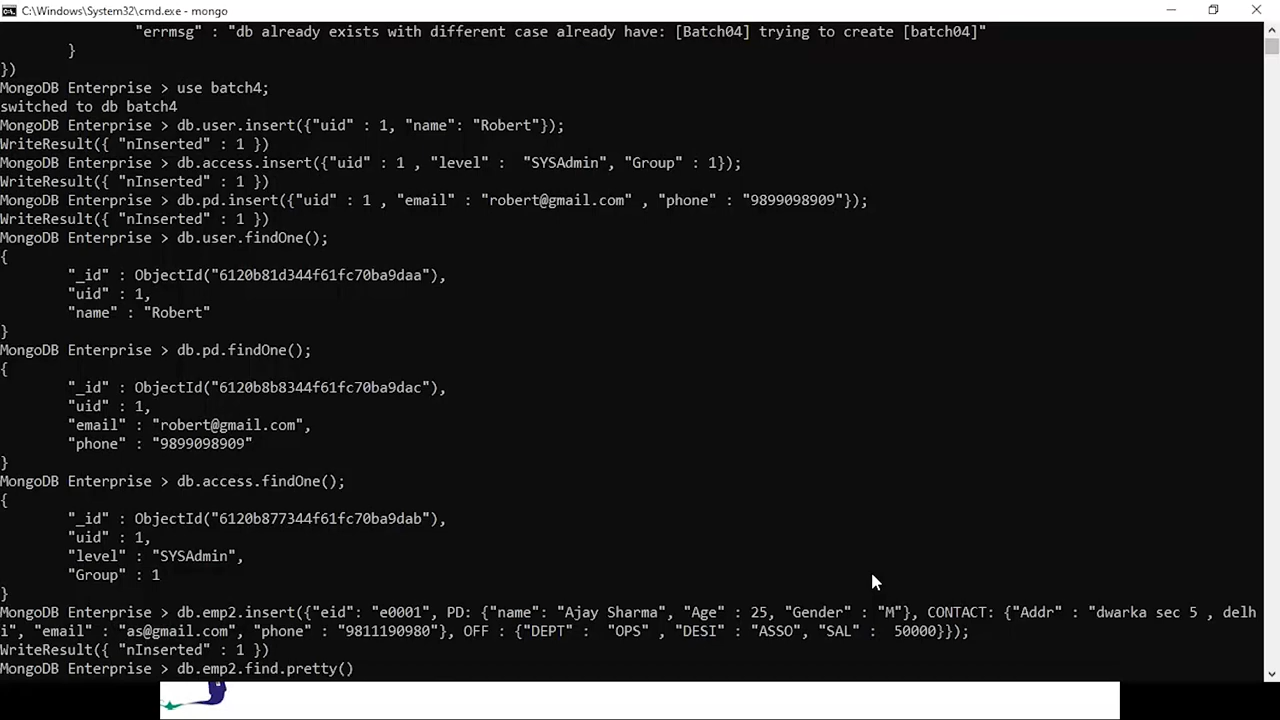 C:\Windows\System32\cmd.exe - mongo
"errmsg" : "db already exists with different case already have: [Batch04] trying to create [batch04]"
}
})
MongoDB Enterprise > use batch4;
switched to db batch4
MongoDB Enterprise > db.user.insert({"uid" : 1, "name": "Robert"});
WriteResult({ "nInserted" : 1 })
MongoDB Enterprise > db.access.insert({"uid" : 1 , "level" :  "SYSAdmin", "Group" : 1});
WriteResult({ "nInserted" : 1 })
MongoDB Enterprise > db.pd.insert({"uid" : 1 , "email" : "robert@gmail.com" , "phone" : "9899098909"});
WriteResult({ "nInserted" : 1 })
MongoDB Enterprise > db.user.findOne();
{
"_id" : ObjectId("6120b81d344f61fc70ba9daa"),
"uid" : 1,
"name" : "Robert"
}
MongoDB Enterprise > db.pd.findOne();
{
"_id" : ObjectId("6120b8b8344f61fc70ba9dac"),
"uid" : 1,
"email" : "robert@gmail.com",
"phone" : "9899098909"
}
MongoDB Enterprise > db.access.findOne();
{
"_id" : ObjectId("6120b877344f61fc70ba9dab"),
"uid" : 1,
"level" : "SYSAdmin",
"Group" : 1
}
MongoDB Enterprise > db.emp2.insert({"eid": "e0001", PD: {"name": "Ajay Sharma", "Age" : 25, "Gender" : "M"}, CONTACT: {"Addr" : "dwarka sec 5 , delh
i", "email" : "as@gmail.com", "phone" : "9811190980"}, OFF : {"DEPT" :  "OPS" , "DESI" : "ASSO", "SAL" :  50000}});
WriteResult({ "nInserted" : 1 })
MongoDB Enterprise > db.emp2.find.pretty()